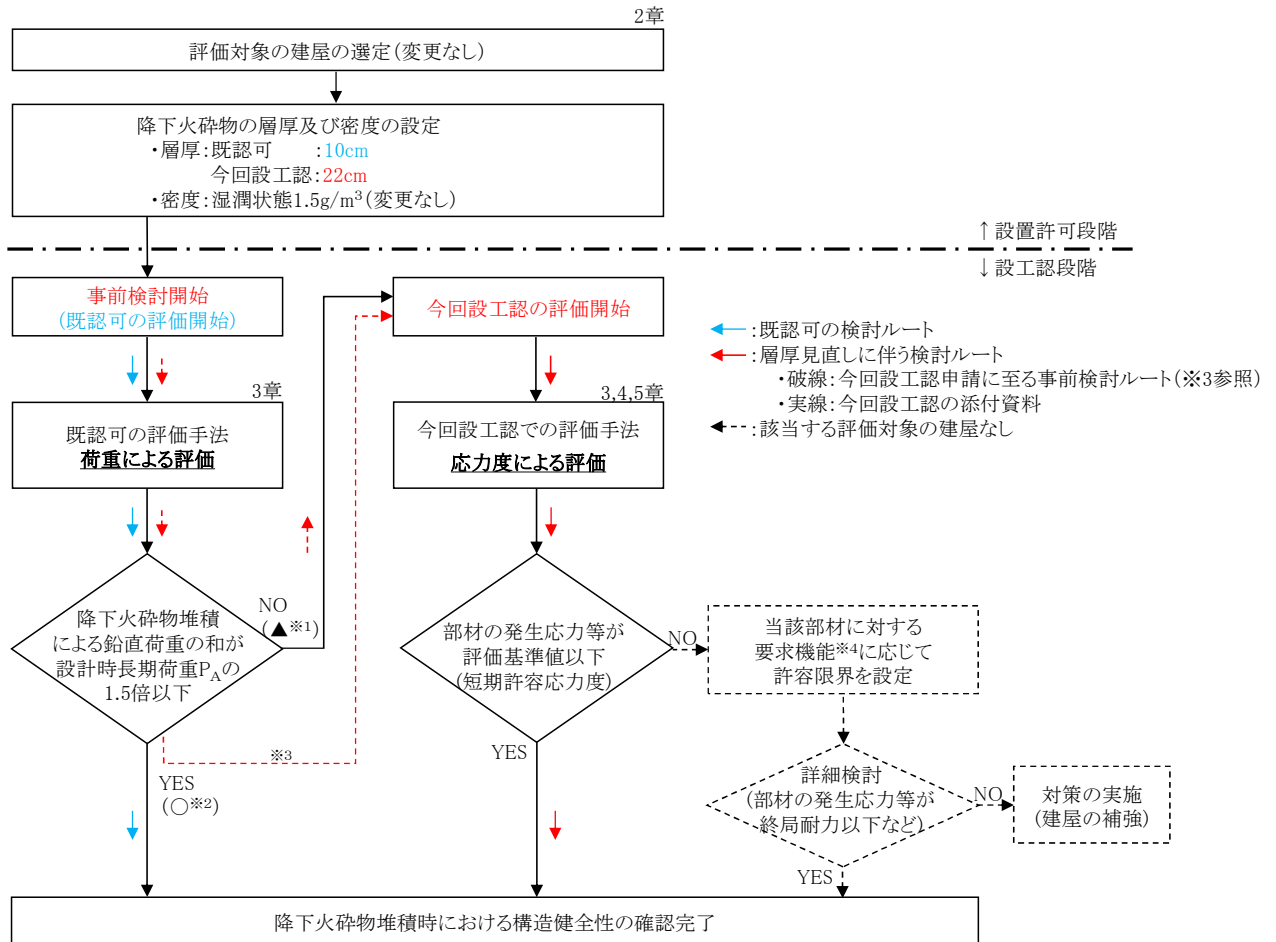 2章
評価対象の建屋の選定(変更なし)
降下火砕物の層厚及び密度の設定
・層厚:既認可　　:10cm
今回設工認:22cm
・密度:湿潤状態1.5g/m³(変更なし)
↑設置許可段階
↓設工認段階
事前検討開始
(既認可の評価開始)
今回設工認の評価開始
:既認可の検討ルート
:層厚見直しに伴う検討ルート
・破線:今回設工認申請に至る事前検討ルート(※3参照)
・実線:今回設工認の添付資料
:該当する評価対象の建屋なし
3章
既認可の評価手法
荷重による評価
3,4,5章
今回設工認での評価手法
応力度による評価
降下火砕物堆積
による鉛直荷重の和が
設計時長期荷重PAの
1.5倍以下
NO
(▲※1)
※3
YES
(○※2)
部材の発生応力等が
評価基準値以下
(短期許容応力度)
NO
YES
当該部材に対する
要求機能※4に応じて
許容限界を設定
詳細検討
(部材の発生応力等が
終局耐力以下など)
NO
YES
対策の実施
(建屋の補強)
降下火砕物堆積時における構造健全性の確認完了